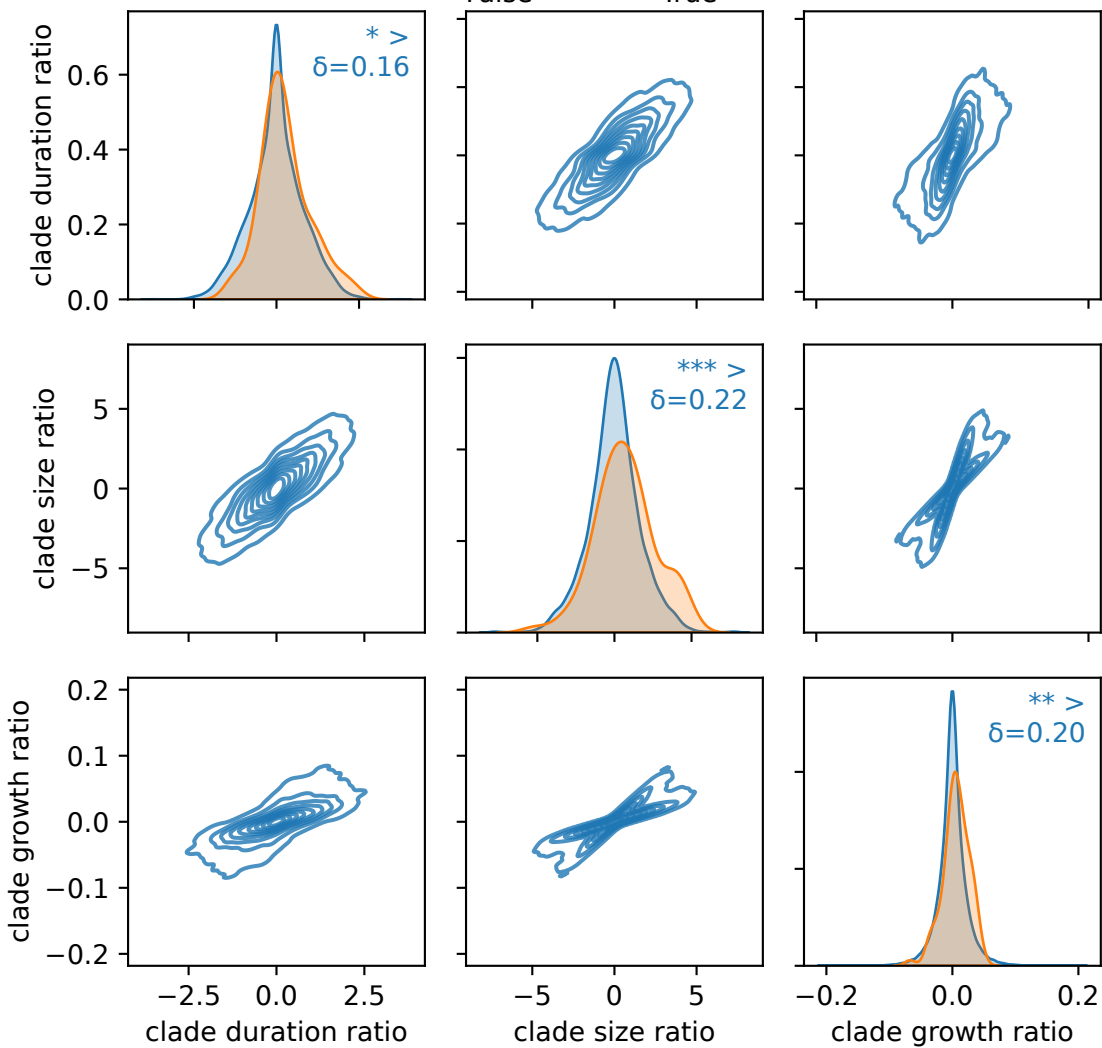 clade duration ratio
0.6
0.4
0.2
0.0
* >
δ=0.16
clade size ratio
5
0
−5
*** >
δ=0.22
clade growth ratio
0.2
0.1
0.0
−0.1
−0.2
** >
δ=0.20
−2.5 0.0 2.5
clade duration ratio
−5 0 5
clade size ratio
−0.2 0.0 0.2
clade growth ratio